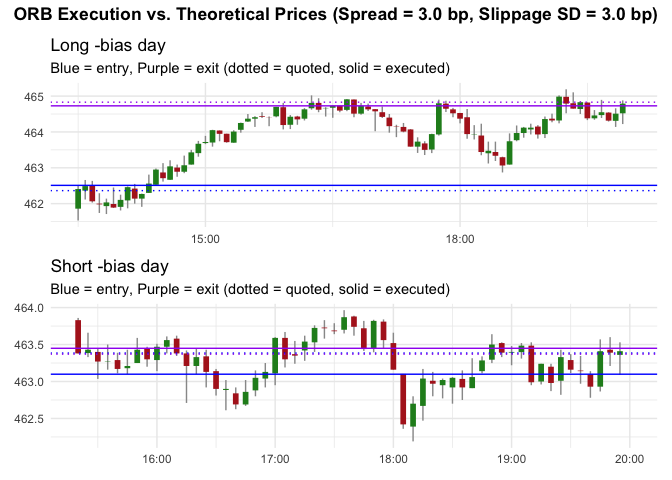 ORB Execution vs. Theoretical Prices (Spread = 3.0 bp, Slippage SD = 3.0 bp)
Long -bias day
Blue = entry, Purple = exit (dotted = quoted, solid = executed)
465
464
463
462
15:00 18:00
Short -bias day
Blue = entry, Purple = exit (dotted = quoted, solid = executed)
464.0
463.5
463.0
462.5
16:00 17:00 18:00 19:00 20:00